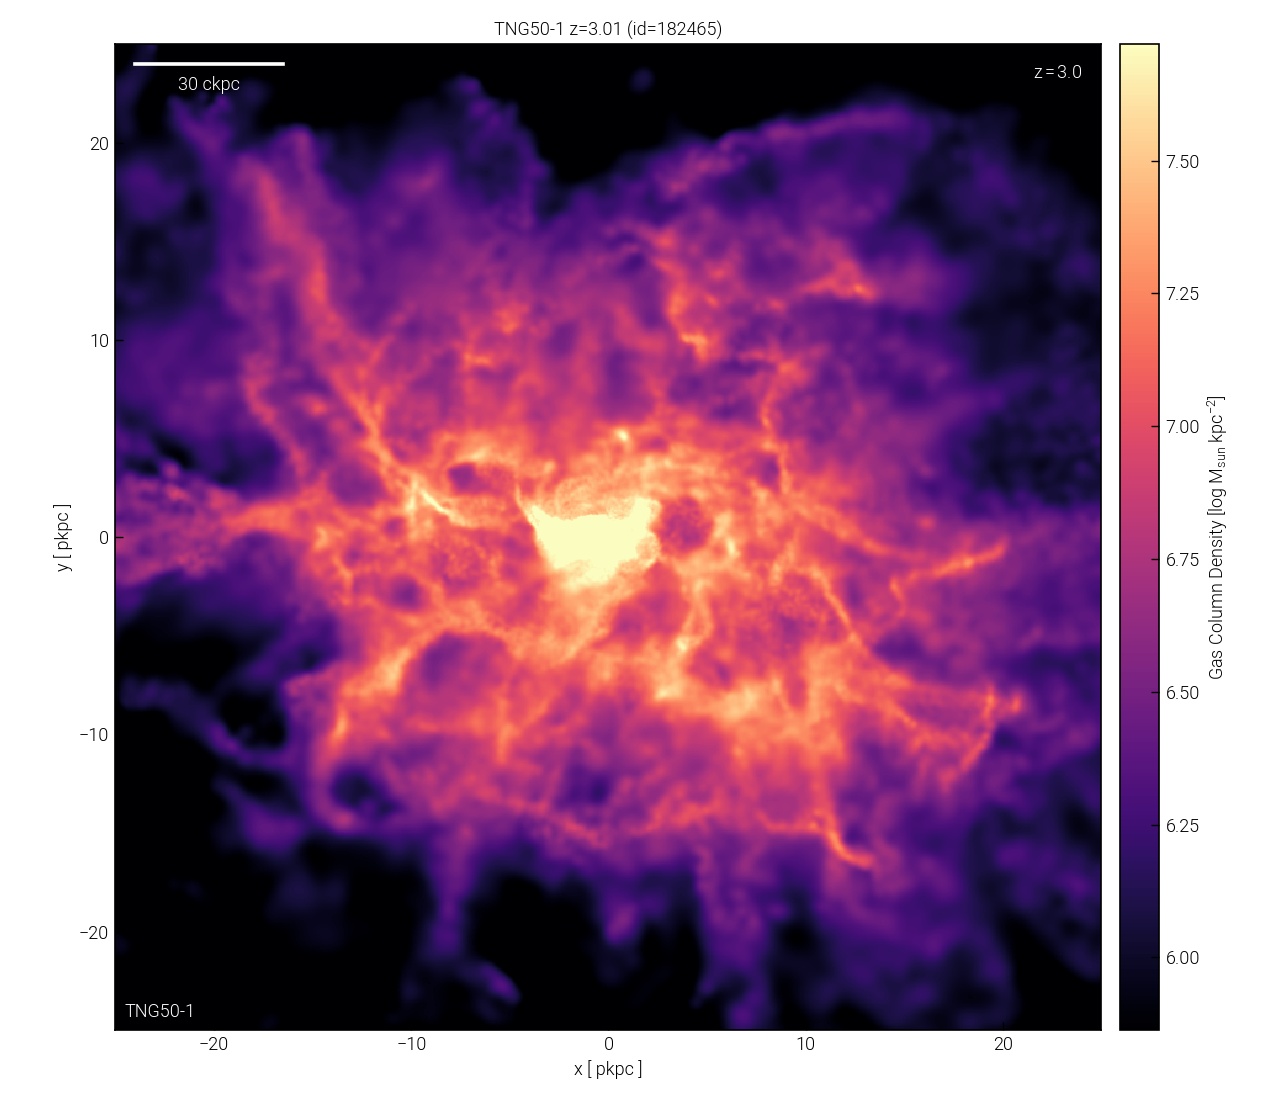 TNG50-1 z=3.01 (id=182465)
30 ckpc
z=3.0
20
10
0
−10
−20
y [ pkpc ]
TNG50-1
−20
−10
0
10
20
x [ pkpc ]
7.50
7.25
7.00
6.75
6.50
6.25
6.00
Gas Column Density [log M_sun kpc^−2]